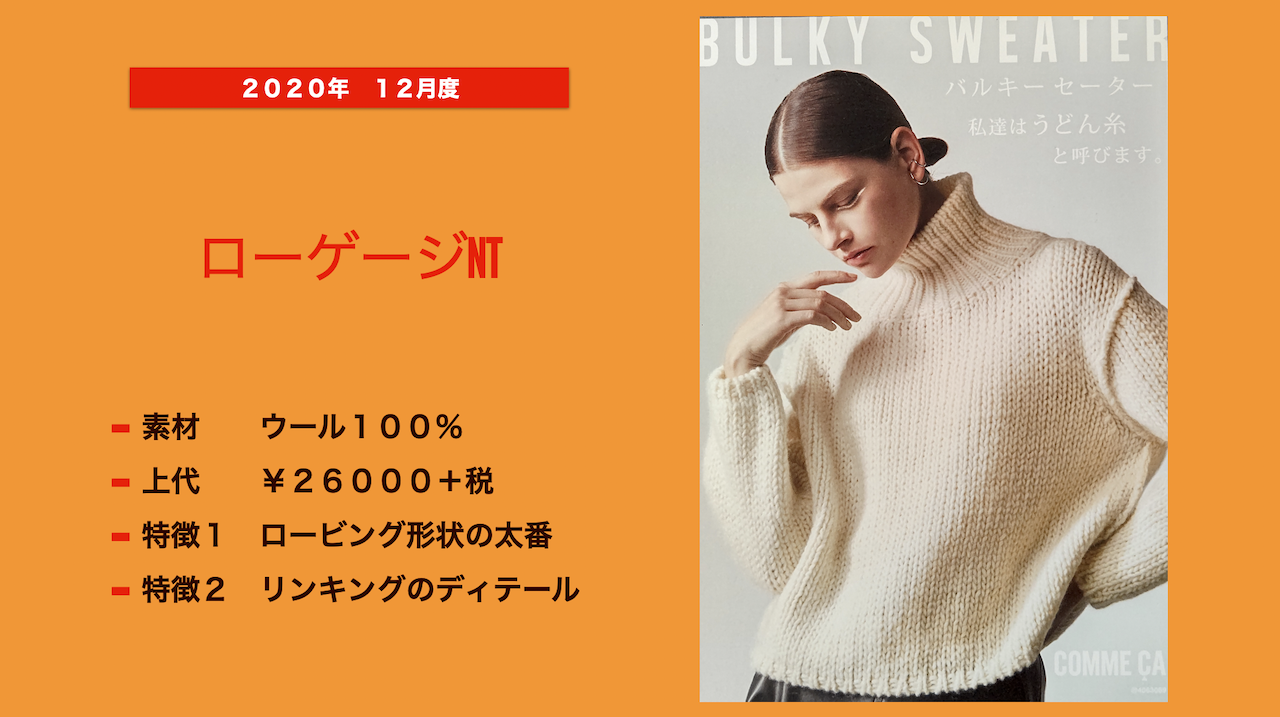 ２０２０年　１２月度
ローゲージNT
素材　　ウール１００％
上代　　￥２６０００＋税
特徴１　ロービング形状の太番
特徴２　リンキングのディテール
BULKY SWEATER
バルキーセーター
私達はうどん糸
と呼びます。
COMME ÇA